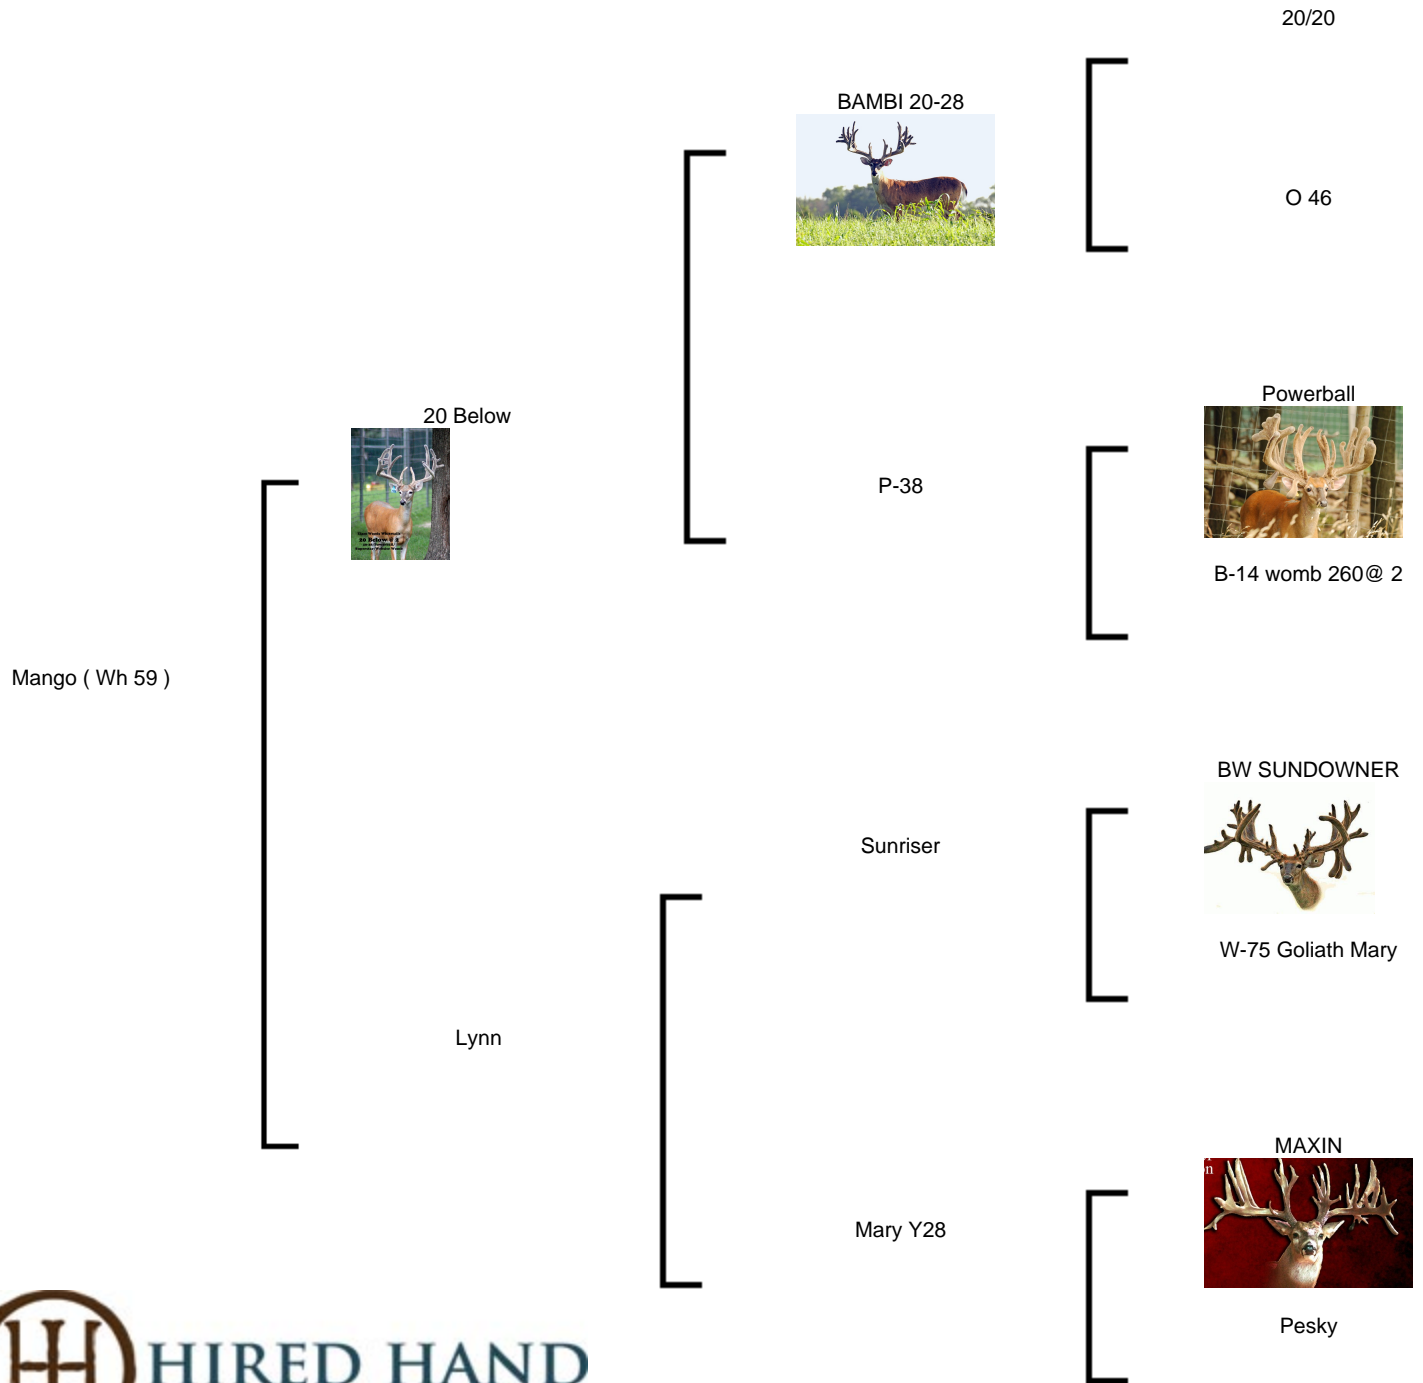 20/20
BAMBI 20-28
O 46
Powerball
20 Below
P-38
B-14 womb 260@ 2
Mango ( Wh 59 )
BW SUNDOWNER
Sunriser
W-75 Goliath Mary
Lynn
MAXIN
Mary Y28
Pesky
HIRED HAND